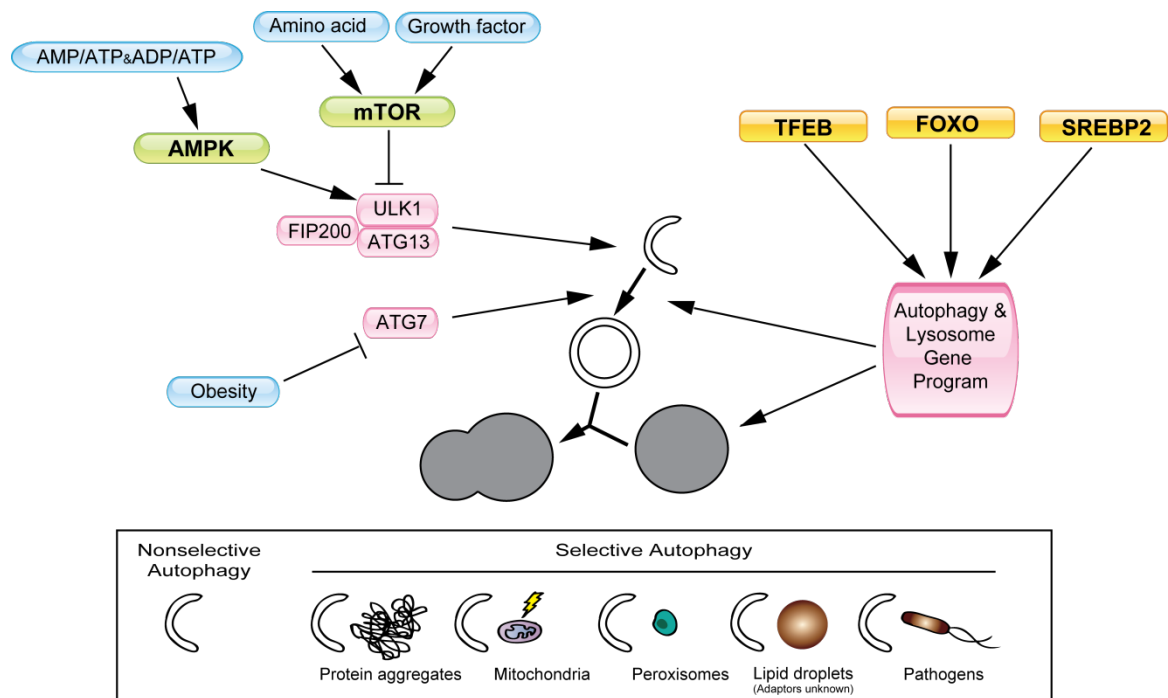 Amino acid
Growth factor
AMP/ATP&ADP/ATP
mTOR
AMPK
TFEB
FOXO
SREBP2
ULK1
FIP200
ATG13
ATG7
Obesity
Autophagy &
Lysosome
Gene
Program
Nonselective
Autophagy
Selective Autophagy
Protein aggregates
Mitochondria
Peroxisomes
Lipid droplets
(Adaptors unknown)
Pathogens